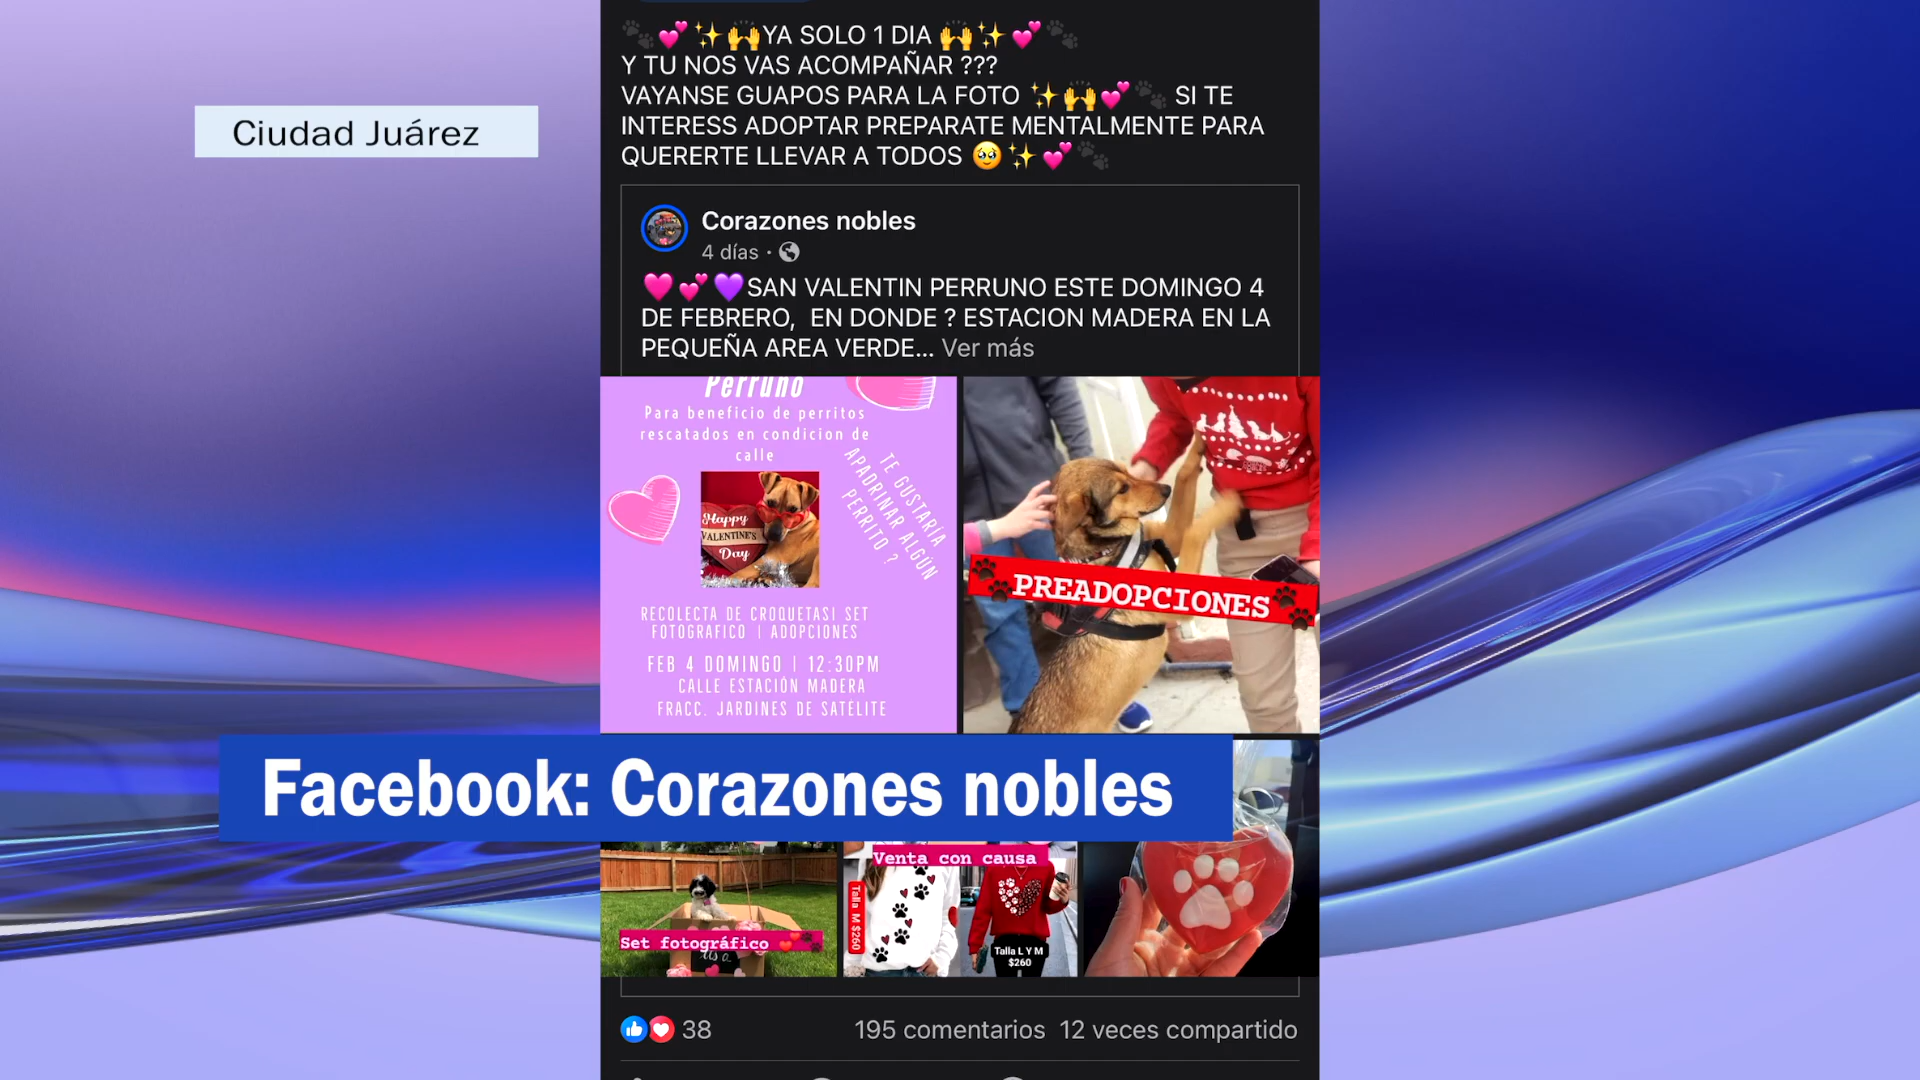 YA SOLO 1 DIA
Y TU NOS VAS ACOMPAÑAR ???
VAYANSE GUAPOS PARA LA FOTO SI TE
INTERESS ADOPTAR PREPARATE MENTALMENTE PARA
QUERERTE LLEVAR A TODOS
Ciudad Juárez
Corazones nobles
4 días ·
SAN VALENTIN PERRUNO ESTE DOMINGO 4
DE FEBRERO, EN DONDE ? ESTACION MADERA EN LA
PEQUEÑA AREA VERDE... Ver más
Perruno
Para beneficio de perritos
rescatados en condicion de
calle
TE GUSTARÍA
APADRINAR ALGÚN
PERRITO ?
Happy
VALENTINE'S
Day
RECOLECTA DE CROQUETAS| SET
FOTOGRAFICO | ADOPCIONES
FEB 4 DOMINGO | 12:30PM
CALLE ESTACIÓN MADERA
FRACC. JARDINES DE SATELITE
PREADOPCIONES
Facebook: Corazones nobles
Set fotográfico
Venta con causa
Talla M $260
Talla L Y M
$260
38
195 comentarios 12 veces compartido